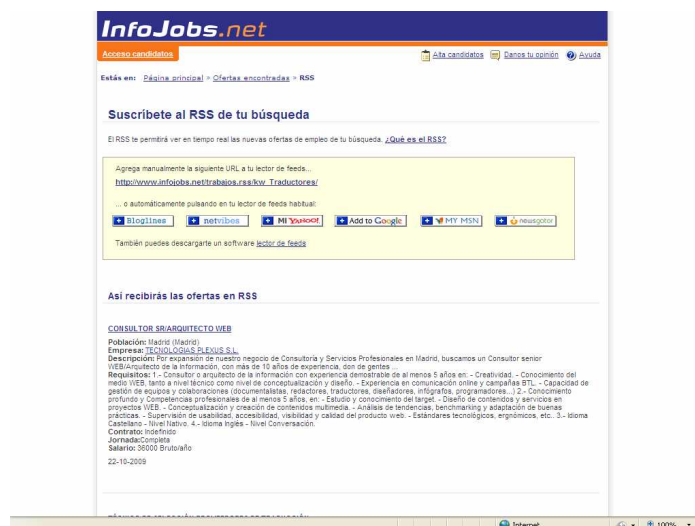 InfoJobs.net
Acceso candidatos
Alta candidatos Danos tu opinión Ayuda
Estás en: Página principal > Ofertas encontradas > RSS
Suscríbete al RSS de tu búsqueda
El RSS te permitirá ver en tiempo real las nuevas ofertas de empleo de tu búsqueda. ¿Qué es el RSS?
Agrega manualmente la siguiente URL a tu lector de feeds...
http://www.infojobs.net/trabajos.rss/kw_Traductores/
... o automáticamente pulsando en tu lector de feeds habitual:
Bloglines netvibes MI YAHOO! Add to Google MY MSN newsgator
También puedes descargarte un software lector de feeds
Así recibirás las ofertas en RSS
CONSULTOR SR/ARQUITECTO WEB
Población: Madrid (Madrid)
Empresa: TECNOLOGIAS PLEXUS S.L.
Descripción: Por expansión de nuestro negocio de Consultoría y Servicios Profesionales en Madrid, buscamos un Consultor senior
WEB/Arquitecto de la Información, con más de 10 años de experiencia, don de gentes ...
Requisitos: 1.- Consultor o arquitecto de la información con experiencia demostrable de al menos 5 años en: - Creatividad. - Conocimiento del
medio WEB, tanto a nivel técnico como nivel de conceptualización y diseño. - Experiencia en comunicación online y campañas BTL. - Capacidad de
gestión de equipos y colaboraciones (documentalistas, redactores, traductores, diseñadores, infógrafos, programadores...) 2.- Conocimiento
profundo y Competencias profesionales de al menos 5 años, en: - Estudio y conocimiento del target. - Diseño de contenidos y servicios en
proyectos WEB. - Conceptualización y creación de contenidos multimedia. - Análisis de tendencias, benchmarking y adaptación de buenas
prácticas. - Supervisión de usabilidad, accesibilidad, visibilidad y calidad del producto web. - Estándares tecnológicos, ergnómicos, etc.. 3.- Idioma
Castellano - Nivel Nativo. 4.- Idioma Inglés - Nivel Conversación.
Contrato: Indefinido
Jornada:Completa
Salario: 36000 Bruto/año
22-10-2009
Internet 100%